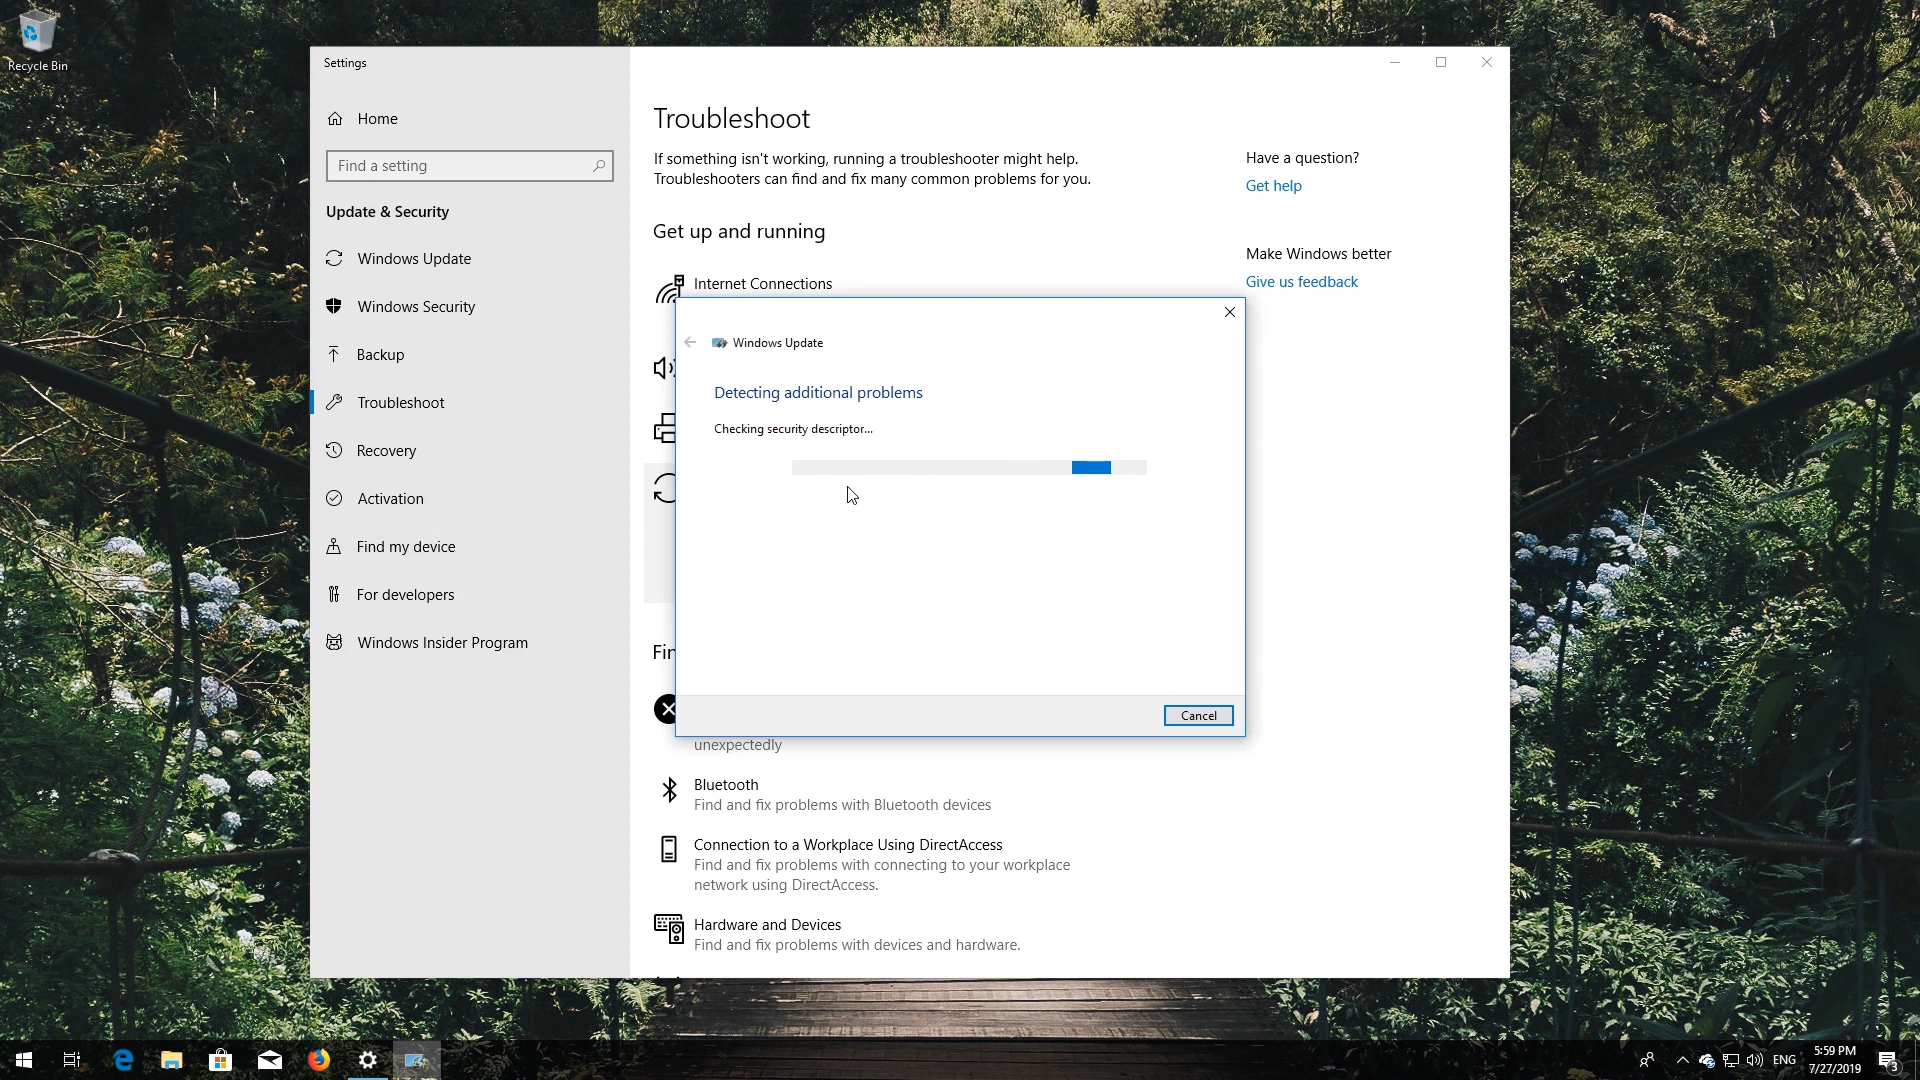 Recycle Bin
Settings
Home
Find a setting
Update & Security
Windows Update
Windows Security
Backup
Troubleshoot
Recovery
Activation
Find my device
For developers
Windows Insider Program
Troubleshoot
If something isn't working, running a troubleshooter might help.
Troubleshooters can find and fix many common problems for you.
Get up and running
Internet Connections
Windows Update
Detecting additional problems
Checking security descriptor...
Cancel
unexpectedly
Bluetooth
Find and fix problems with Bluetooth devices
Connection to a Workplace Using DirectAccess
Find and fix problems with connecting to your workplace
network using DirectAccess.
Hardware and Devices
Find and fix problems with devices and hardware.
Have a question?
Get help
Make Windows better
Give us feedback
ENG
5:59 PM
7/27/2019
3